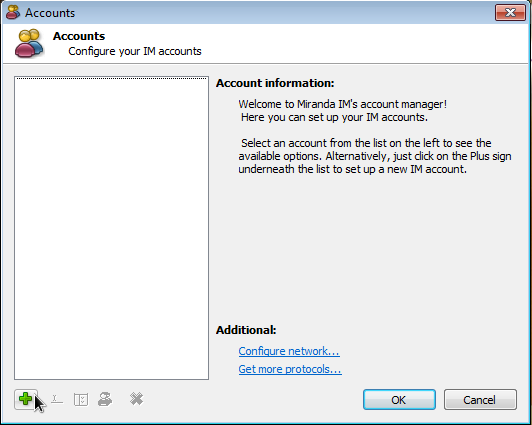 Accounts
Accounts
Configure your IM accounts
Account information:
Welcome to Miranda IM's account manager!
Here you can set up your IM accounts.
Select an account from the list on the left to see the
available options. Alternatively, just click on the Plus sign
underneath the list to set up a new IM account.
Additional:
Configure network...
Get more protocols...
OK
Cancel